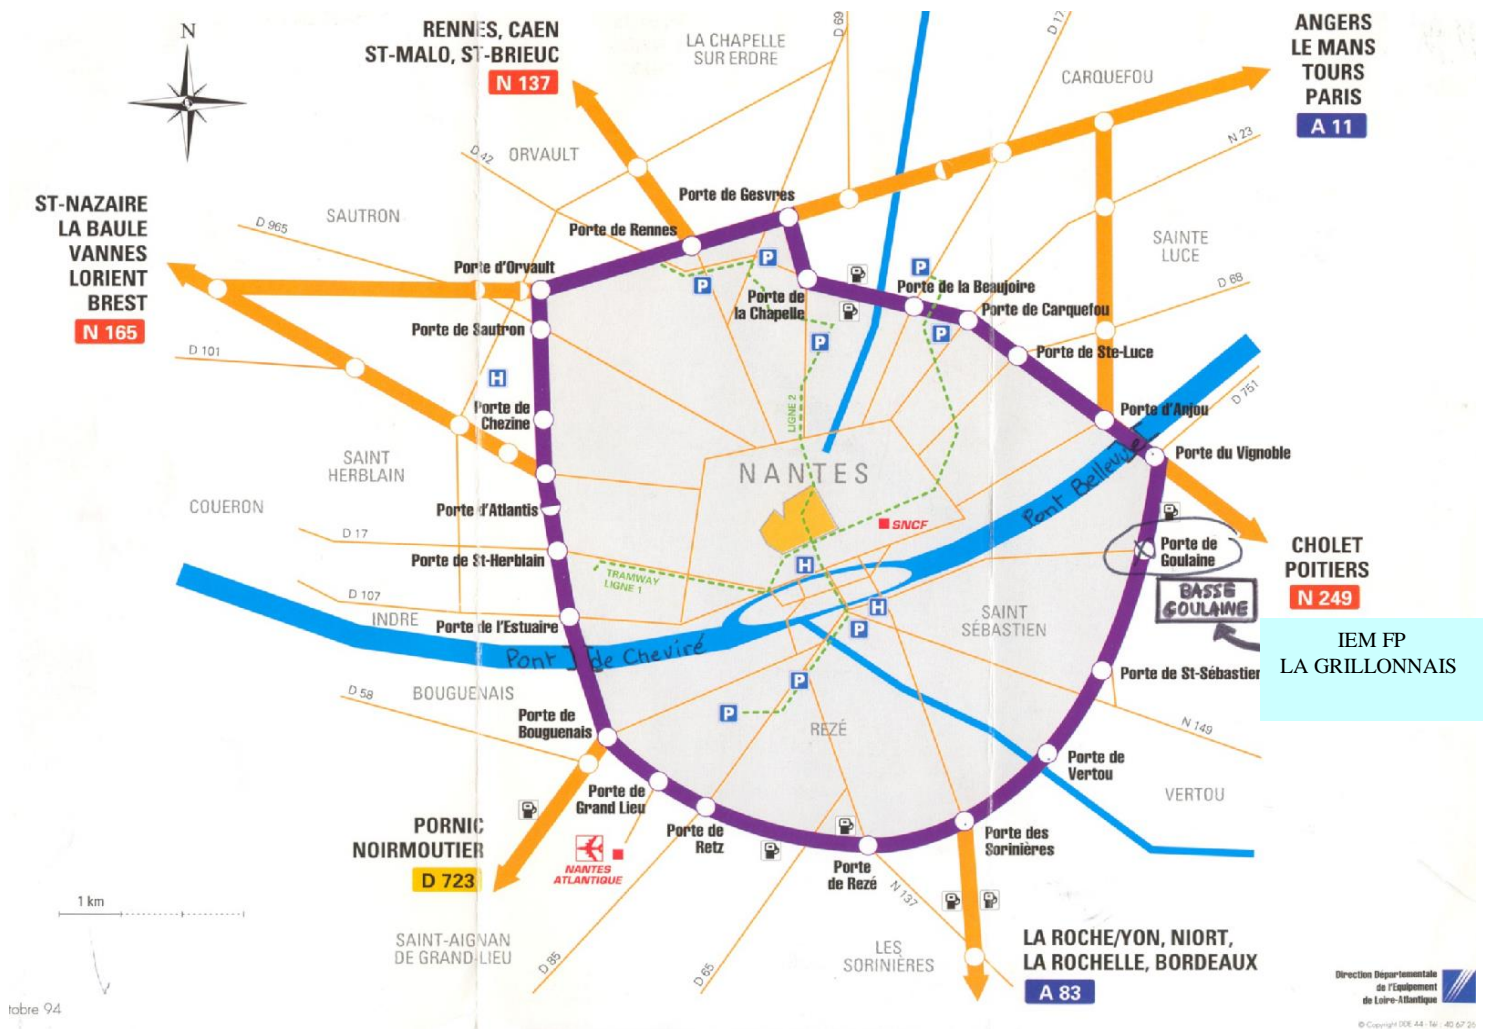 N
RENNES, CAEN
ST-MALO, ST-BRIEUC
N 137
LA CHAPELLE
SUR ERDRE
D 69
D 17
CARQUEFOU
ANGERS
LE MANS
TOURS
PARIS
A 11
N 23
D 42
ORVAULT
ST-NAZAIRE
LA BAULE
VANNES
LORIENT
BREST
N 165
D 965
SAUTRON
Porte de Gesvres
Porte de Rennes
Porte d'Orvault
SAINTE
LUCE
D 68
P
P
P
Porte de
la Chapelle
Porte de la Beaujoire
Porte de Carquefou
P
P
Porte de Sautron
Porte de Ste-Luce
D 101
H
Porte de
Chezine
LIGNE 2
Porte d'Anjou
D 751
Porte du Vignoble
SAINT
HERBLAIN
NANTES
Pont Bellevue
COUERON
Porte d'Atlantis
SNCF
D 17
Porte de St-Herblain
Porte de
Goulaine
CHOLET
POITIERS
N 249
TRAMWAY
LIGNE 1
H
H
BASSE
GOULAINE
D 107
INDRE
Porte de l'Estuaire
SAINT
SÉBASTIEN
P
IEM FP
LA GRILLONNAIS
Pont de Cheviré
Porte de St-Sébastien
D 58
BOUGUENAIS
P
P
Porte de
Bouguenais
REZÉ
N 149
Porte de
Vertou
VERTOU
Porte de
Grand Lieu
PORNIC
NOIRMOUTIER
D 723
Porte de
Retz
Porte des
Sorinières
NANTES
ATLANTIQUE
Porte
de Rezé
N 137
1 km
SAINT-AIGNAN
DE GRAND-LIEU
D 85
D 65
LES
SORINIÈRES
LA ROCHE/YON, NIORT,
LA ROCHELLE, BORDEAUX
A 83
Direction Départementale
de l'Equipement
de Loire-Atlantique
tobre 94
© Copyright DDE 44 - Tél : 40 67 26